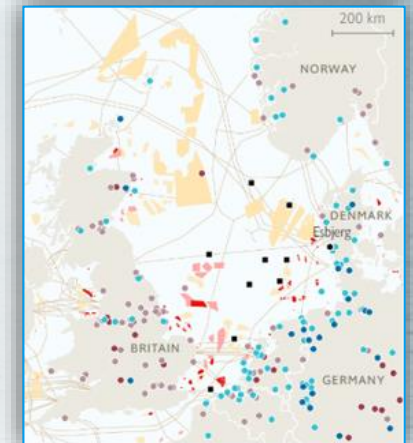 200 km
NORWAY
DENMARK
Esbjerg
BRITAIN
GERMANY